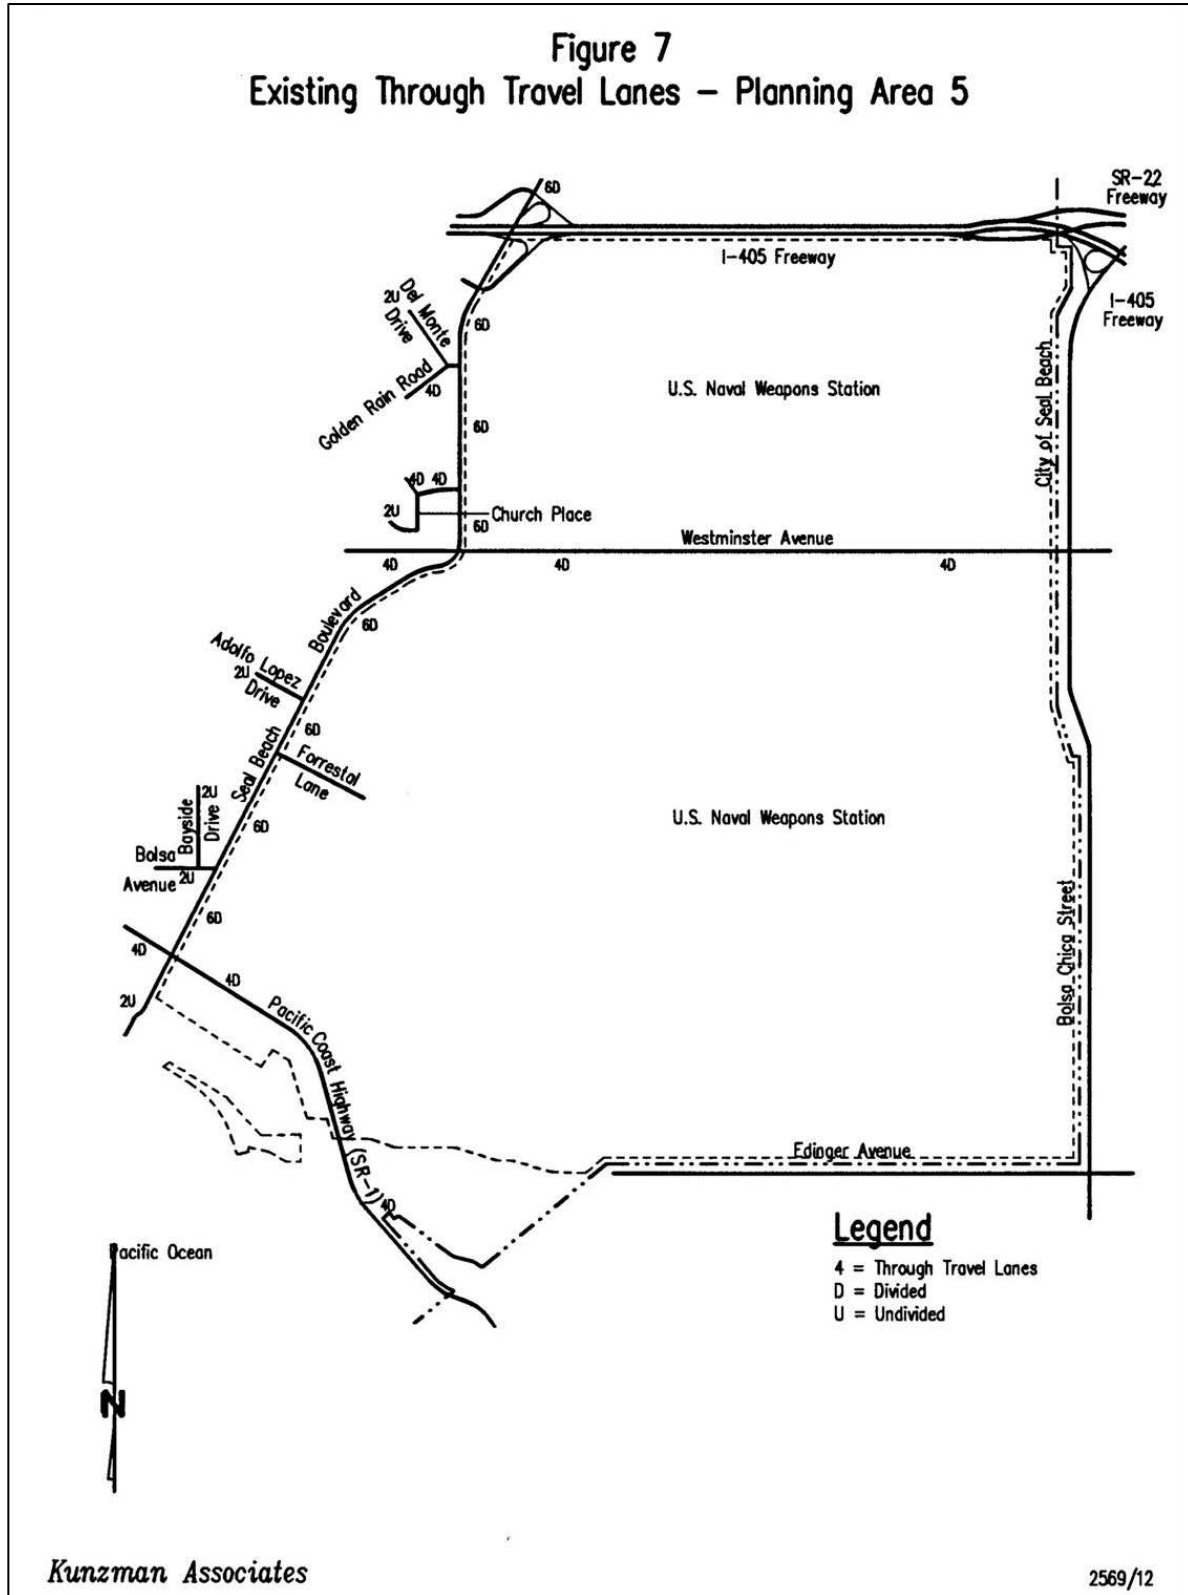 Figure 7
Existing Through Travel Lanes – Planning Area 5
SR-22
Freeway
6D
I-405 Freeway
I-405
Freeway
Del Monte
2U
Drive
6D
Golden Rain Road
4D
U.S. Naval Weapons Station
City of Seal Beach
6D
4D 4D
2U
Church Place
6D
Westminster Avenue
4D
4D
4D
Boulevard
6D
Adolfo Lopez
2U
Drive
6D
Seal Beach
Forrestal
Lane
2U
Bayside
Drive
6D
U.S. Naval Weapons Station
Bolsa
Avenue
2U
6D
Bolsa Chica Street
4D
4D
2U
Pacific Coast Highway (SR-1)
4D
Edinger Avenue
Legend
4 = Through Travel Lanes
D = Divided
U = Undivided
Pacific Ocean
N
Kunzman Associates
2569/12